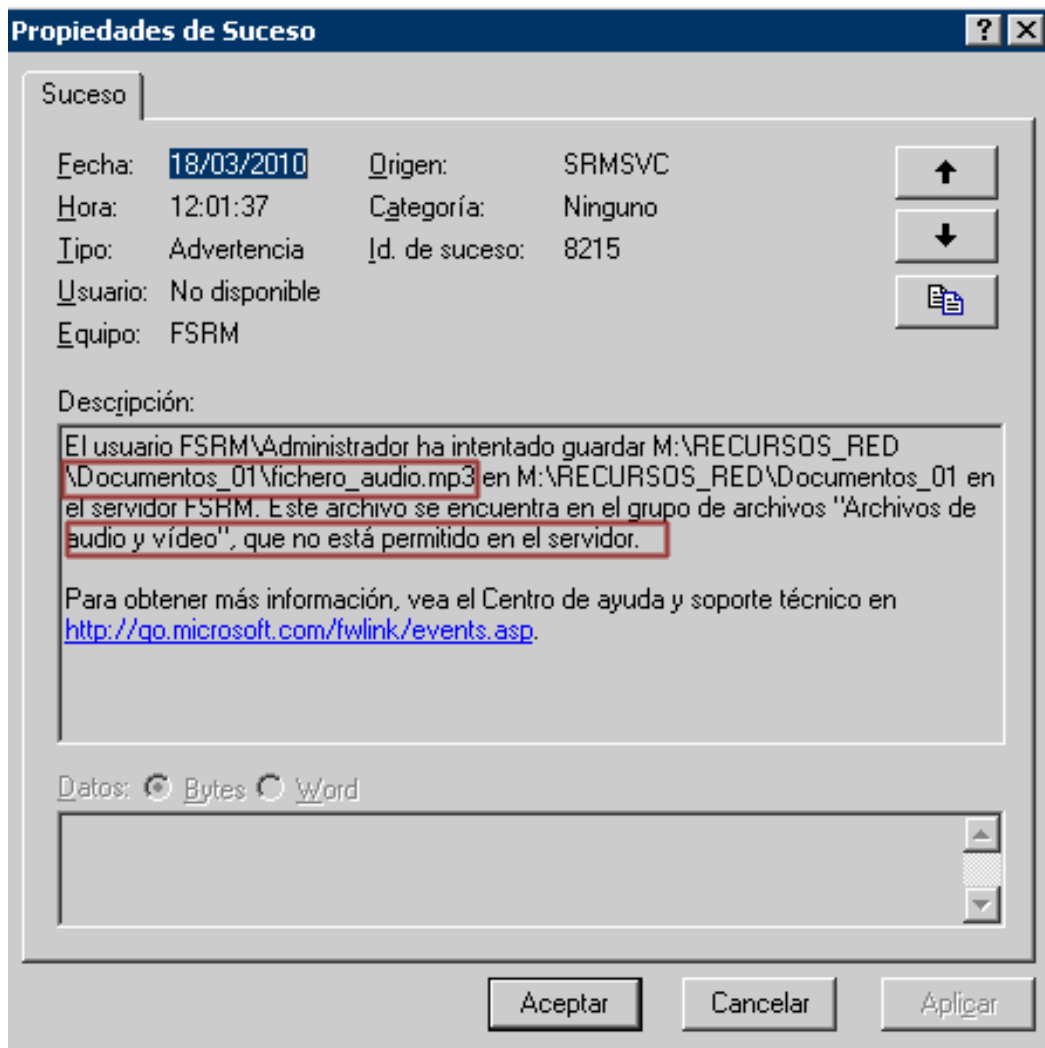 Propiedades de Suceso
Suceso
Fecha: 18/03/2010 Origen: SRMSVC
Hora: 12:01:37 Categoría: Ninguno
Tipo: Advertencia Id. de suceso: 8215
Usuario: No disponible
Equipo: FSRM
Descripción:
El usuario FSRM\Administrador ha intentado guardar M:\RECURSOS_RED
\Documentos_01\fichero_audio.mp3 en M:\RECURSOS_RED\Documentos_01 en
el servidor FSRM. Este archivo se encuentra en el grupo de archivos "Archivos de
audio y vídeo", que no está permitido en el servidor.
Para obtener más información, vea el Centro de ayuda y soporte técnico en
http://go.microsoft.com/fwlink/events.asp.
Datos: Bytes Word
Aceptar Cancelar Aplicar